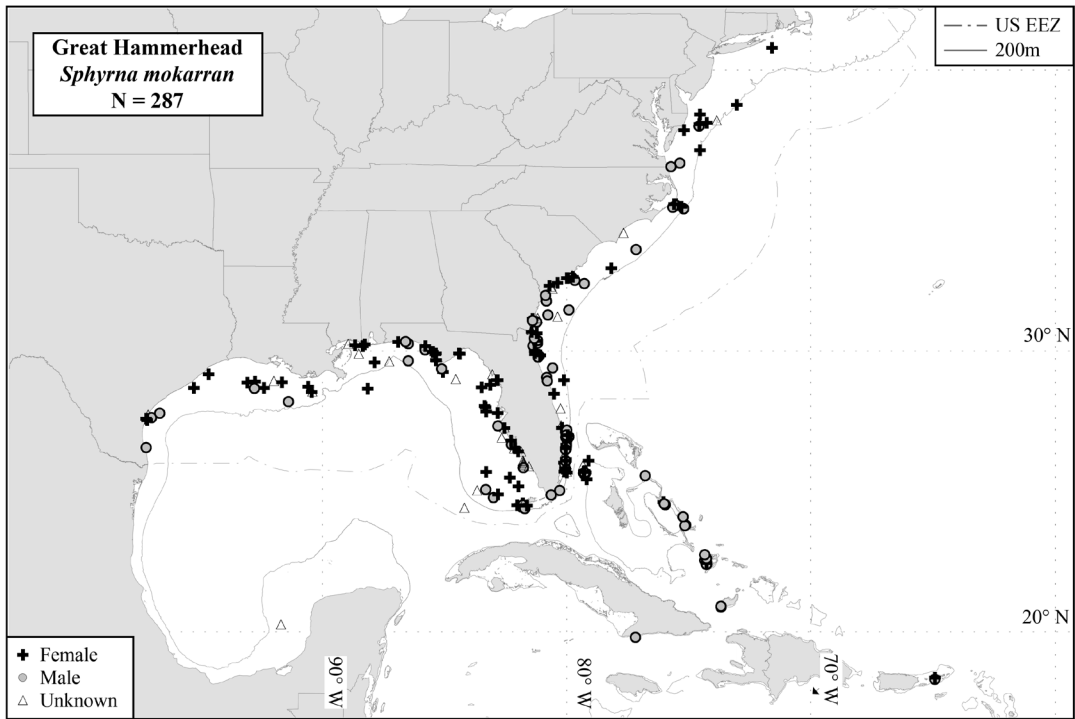 Great Hammerhead
Sphyrna mokarran
N = 287
US EEZ
200m
30° N
20° N
90° W
80° W
70° W
Female
Male
Unknown